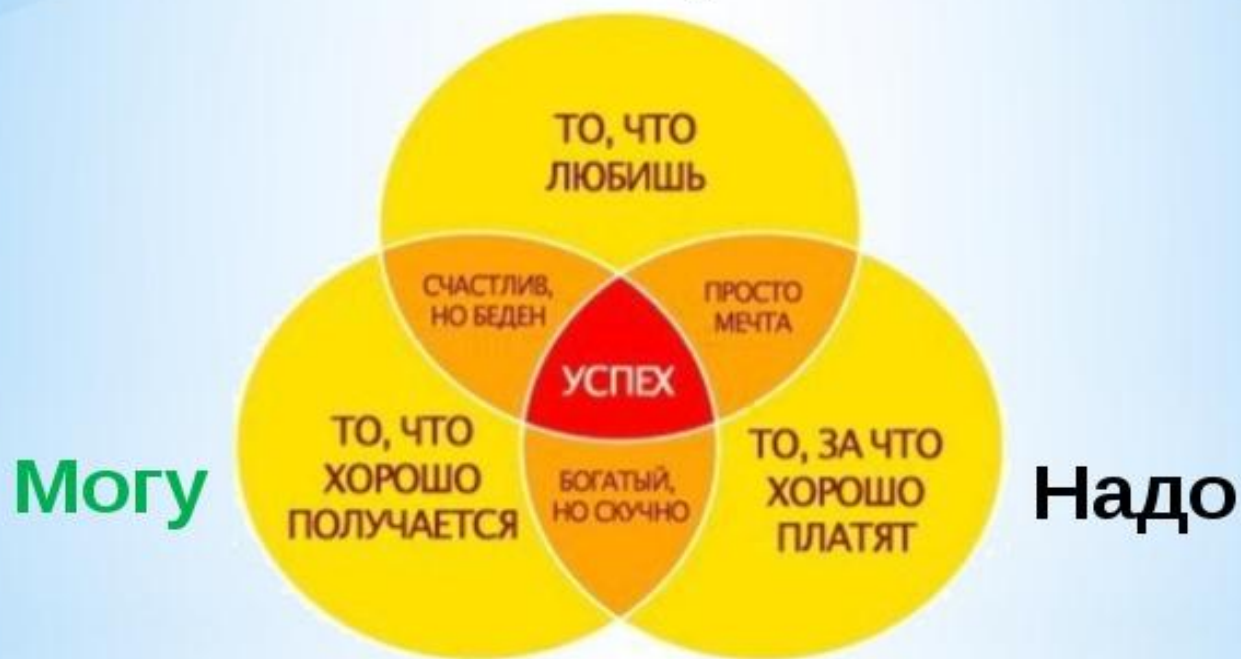 ТО, ЧТО
ЛЮБИШЬ
СЧАСТЛИВ,
НО БЕДЕН
ПРОСТО
МЕЧТА
УСПЕХ
ТО, ЧТО
ХОРОШО
ПОЛУЧАЕТСЯ
БОГАТЫЙ,
НО СКУЧНО
ТО, ЗА ЧТО
ХОРОШО
ПЛАТЯТ
Могу
Надо